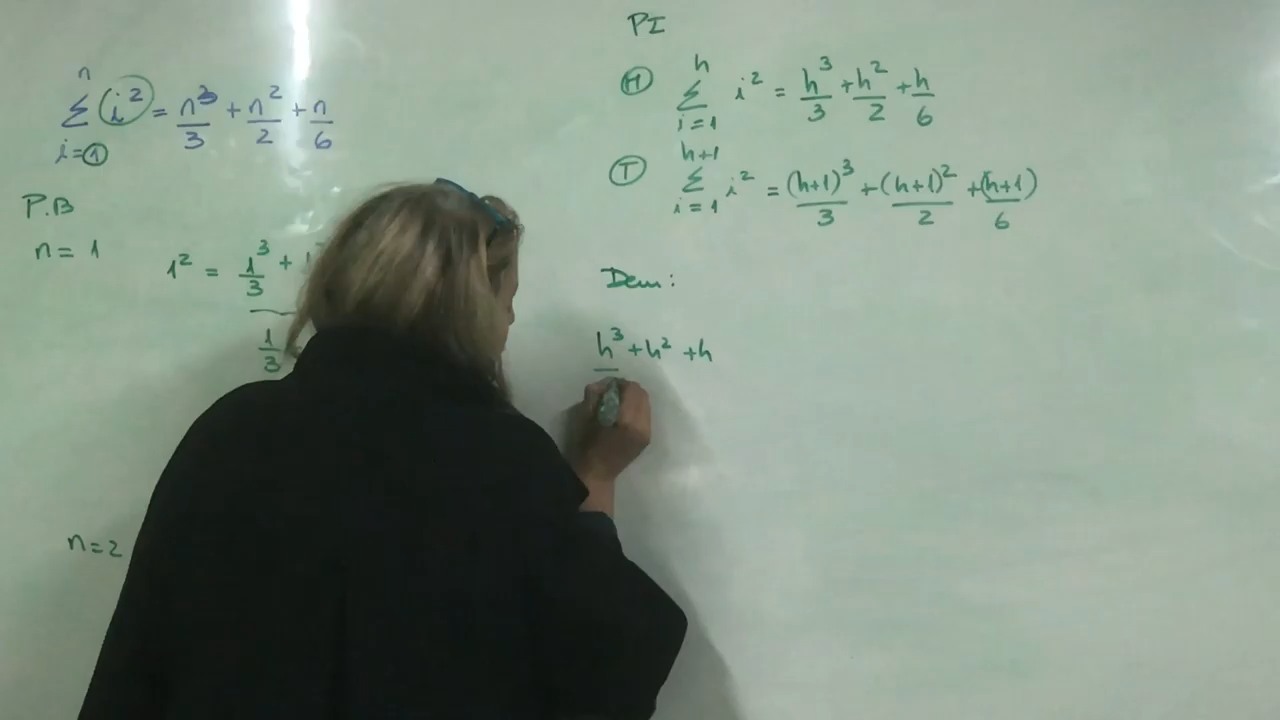 n
∑ (i²) = n³/3 + n²/2 + n/6
i=1
P.B
n = 1
1² = 1³/3 + 1
1/3
n=2
PI
h
(H) ∑ i² = h³/3 + h²/2 + h/6
i=1
h+1
(T) ∑ i² = (h+1)³/3 + (h+1)²/2 + (h+1)/6
i=1
Dem:
h³ + h² + h